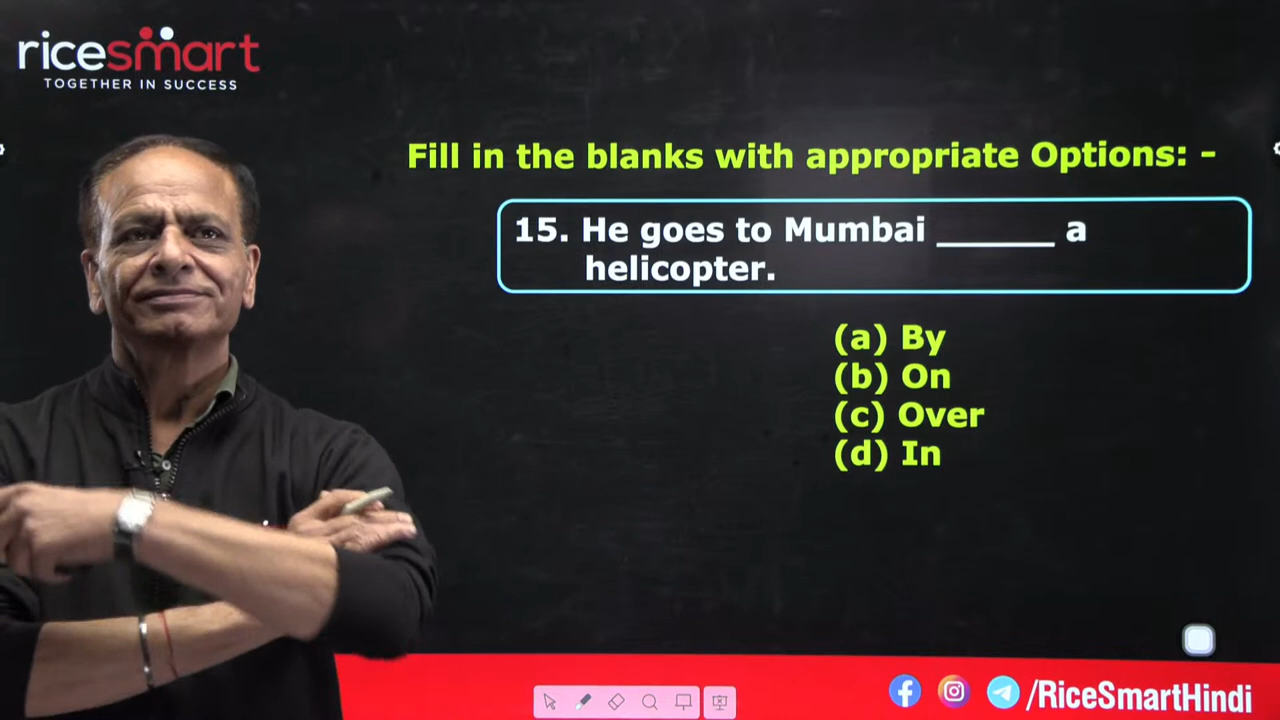 ricesmart
TOGETHER IN SUCCESS
Fill in the blanks with appropriate Options: -
15. He goes to Mumbai ______ a
helicopter.
(a) By
(b) On
(c) Over
(d) In
/RiceSmartHindi